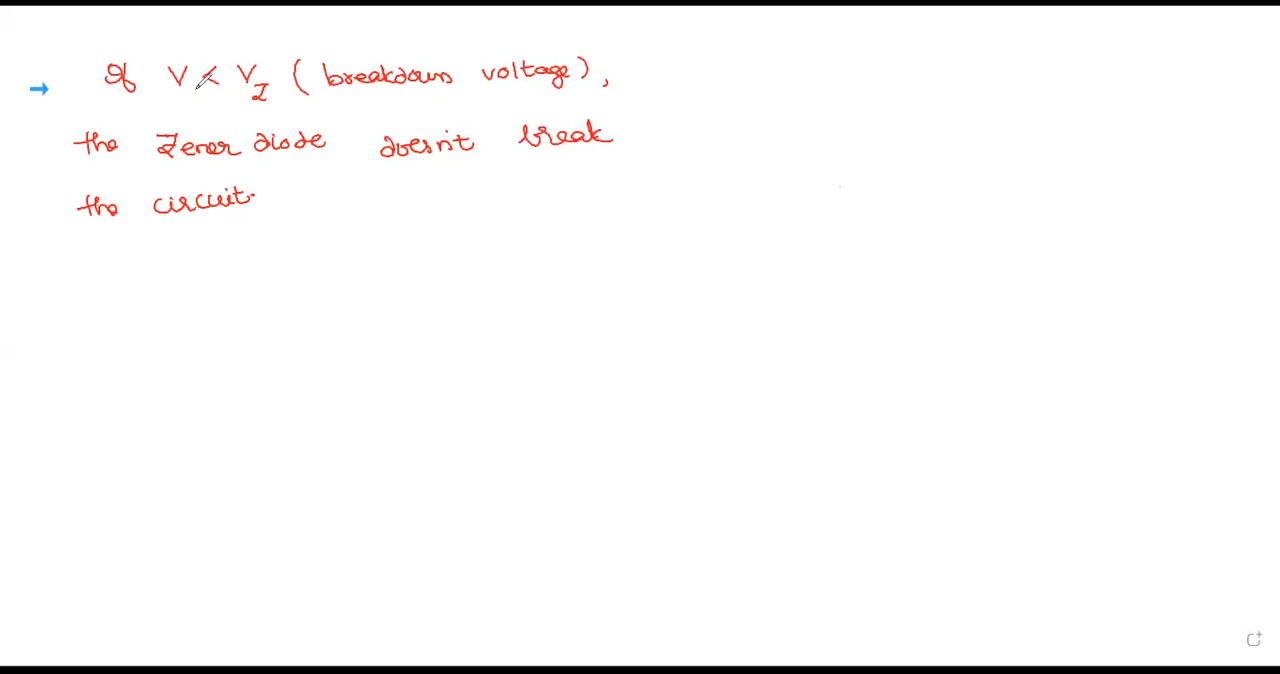 → If V < V_Z (breakdown voltage),
the Zener diode doesn't break
the circuit.